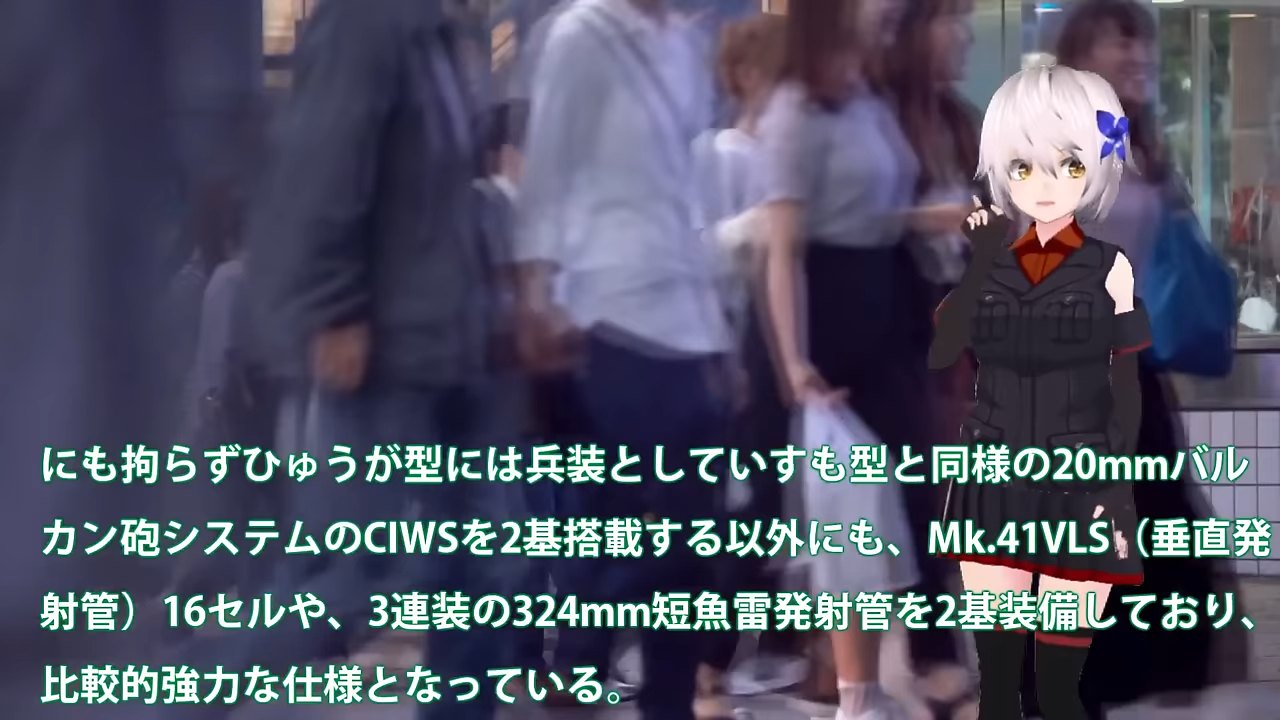 にも拘らずひゅうが型には兵装としていすも型と同様の20mmバル
カン砲システムのCIWSを2基搭載する以外にも、Mk.41VLS（垂直発
射管）16セルや、3連装の324mm短魚雷発射管を2基装備しており、
比較的強力な仕様となっている。